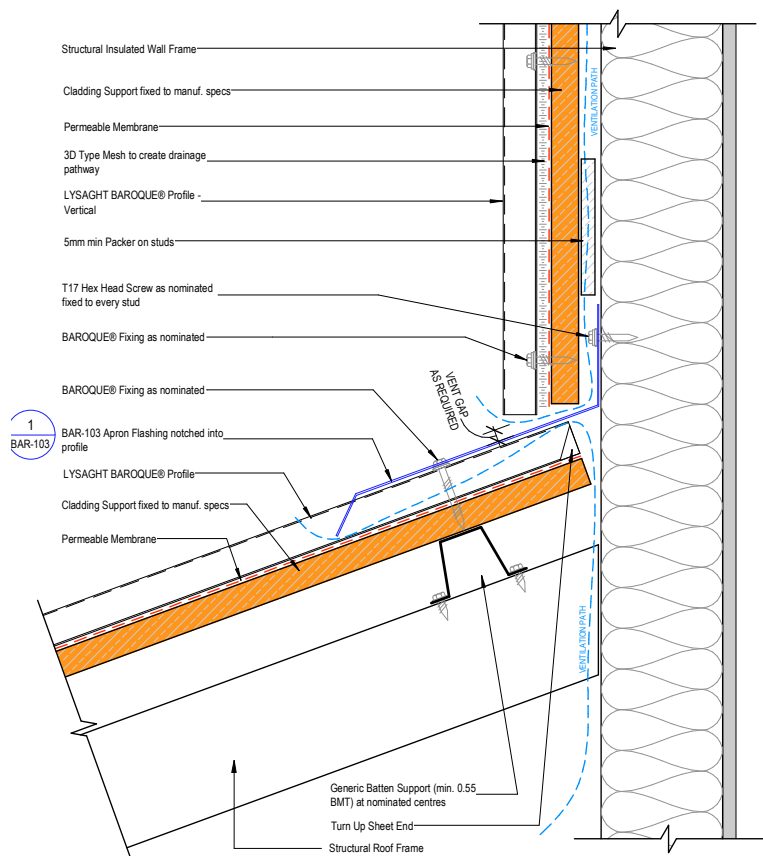 Structural Insulated Wall Frame
Cladding Support fixed to manuf. specs
Permeable Membrane
3D Type Mesh to create drainage
pathway
LYSAGHT BAROQUE® Profile -
Vertical
5mm min Packer on studs
T17 Hex Head Screw as nominated
fixed to every stud
BAROQUE® Fixing as nominated
BAROQUE® Fixing as nominated
1
BAR-103
BAR-103 Apron Flashing notched into
profile
LYSAGHT BAROQUE® Profile
Cladding Support fixed to manuf. specs
Permeable Membrane
VENTILATION PATH
VENT GAP
AS REQUIRED
VENTILATION PATH
Generic Batten Support (min. 0.55
BMT) at nominated centres
Turn Up Sheet End
Structural Roof Frame